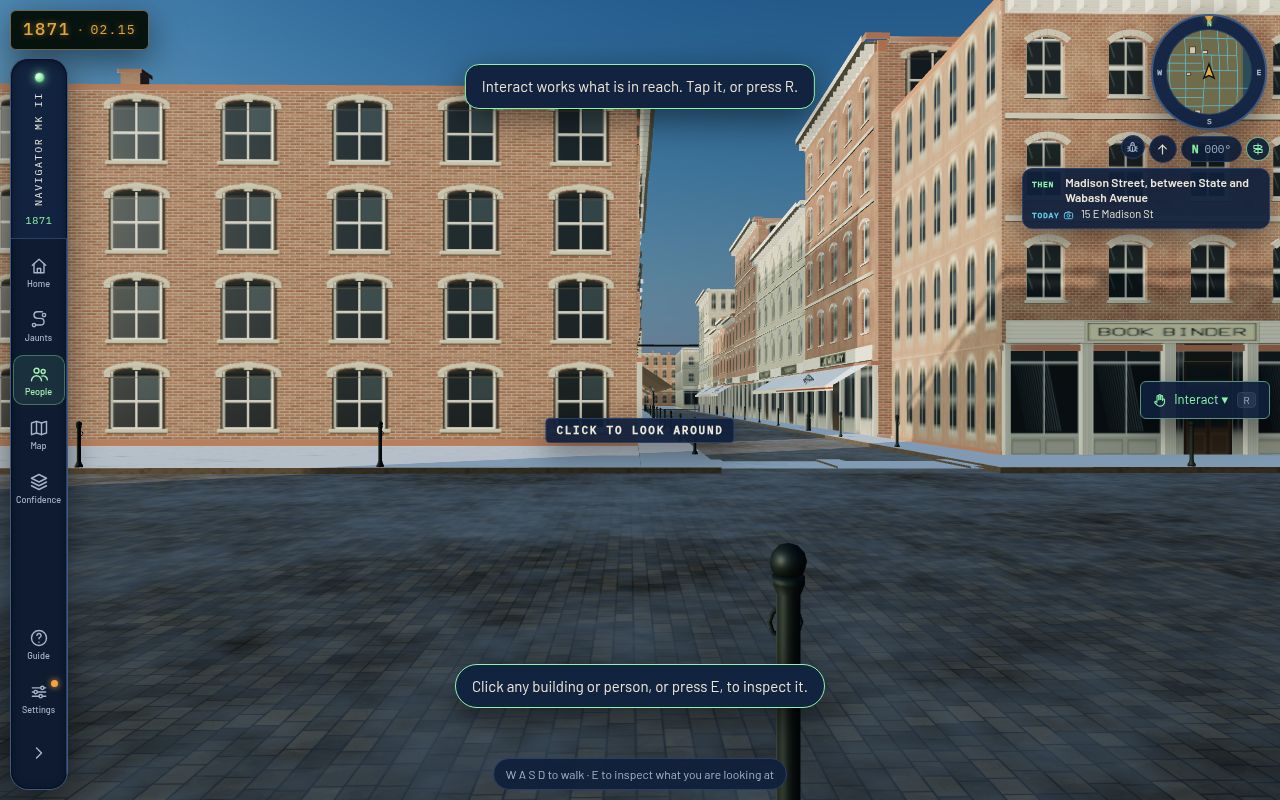 1871 · 02.15
NAVIGATOR MK II
1871
Home
Jaunts
People
Map
Confidence
Guide
Settings
Interact works what is in reach. Tap it, or press R.
N
W
E
S
N 000°
THEN Madison Street, between State and
Wabash Avenue
TODAY 15 E Madison St
BOOK BINDER
Interact ▾ R
CLICK TO LOOK AROUND
Click any building or person, or press E, to inspect it.
W A S D to walk · E to inspect what you are looking at